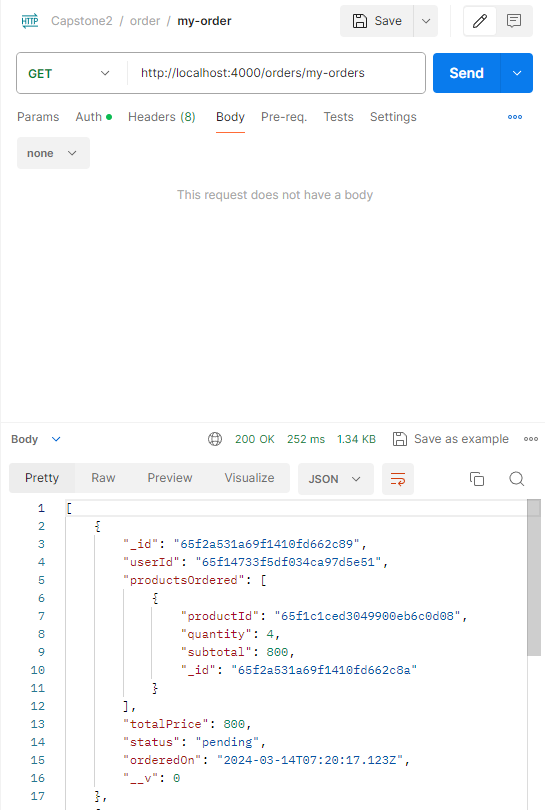 HTTP Capstone2 / order / my-order Save
GET http://localhost:4000/orders/my-orders Send
Params Auth Headers (8) Body Pre-req. Tests Settings
none
This request does not have a body
Body 200 OK 252 ms 1.34 KB Save as example
Pretty Raw Preview Visualize JSON
1 [
2 {
3 "_id": "65f2a531a69f1410fd662c89",
4 "userId": "65f14733f5df034ca97d5e51",
5 "productsOrdered": [
6 {
7 "productId": "65f1c1ced3049900eb6c0d08",
8 "quantity": 4,
9 "subtotal": 800,
10 "_id": "65f2a531a69f1410fd662c8a"
11 }
12 ],
13 "totalPrice": 800,
14 "status": "pending",
15 "orderedOn": "2024-03-14T07:20:17.123Z",
16 "__v": 0
17 },